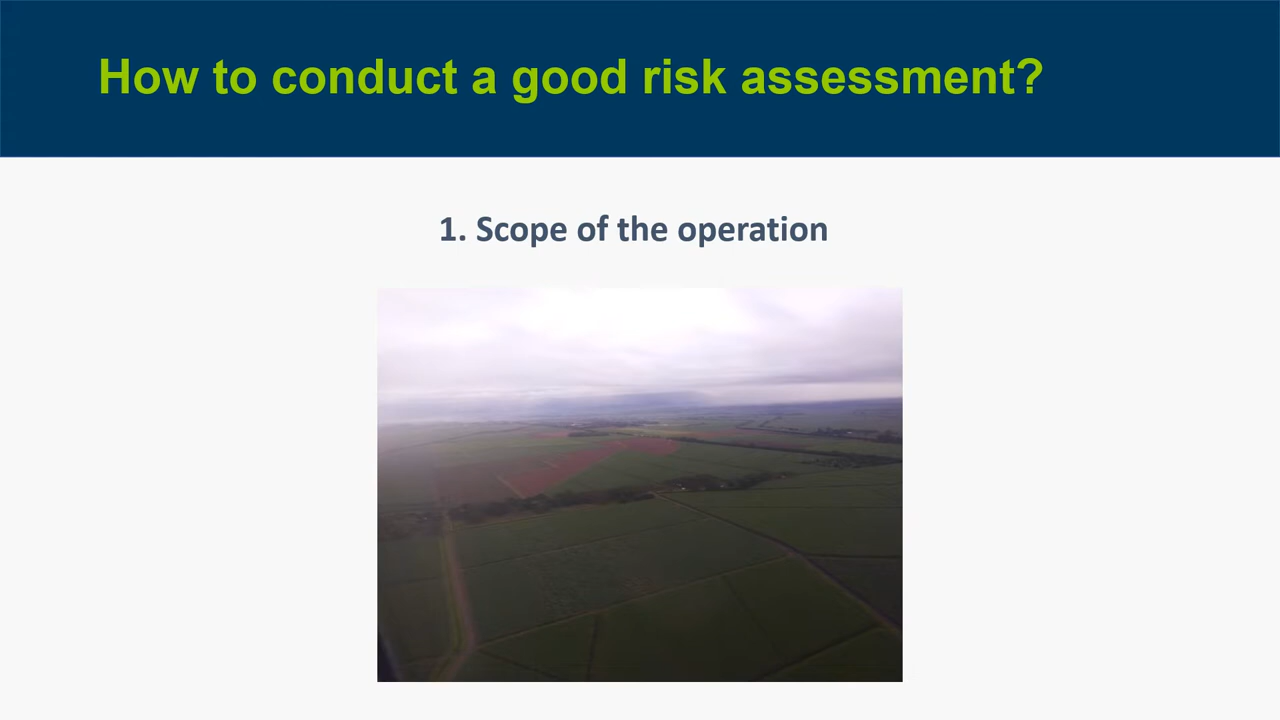 How to conduct a good risk assessment?
1. Scope of the operation